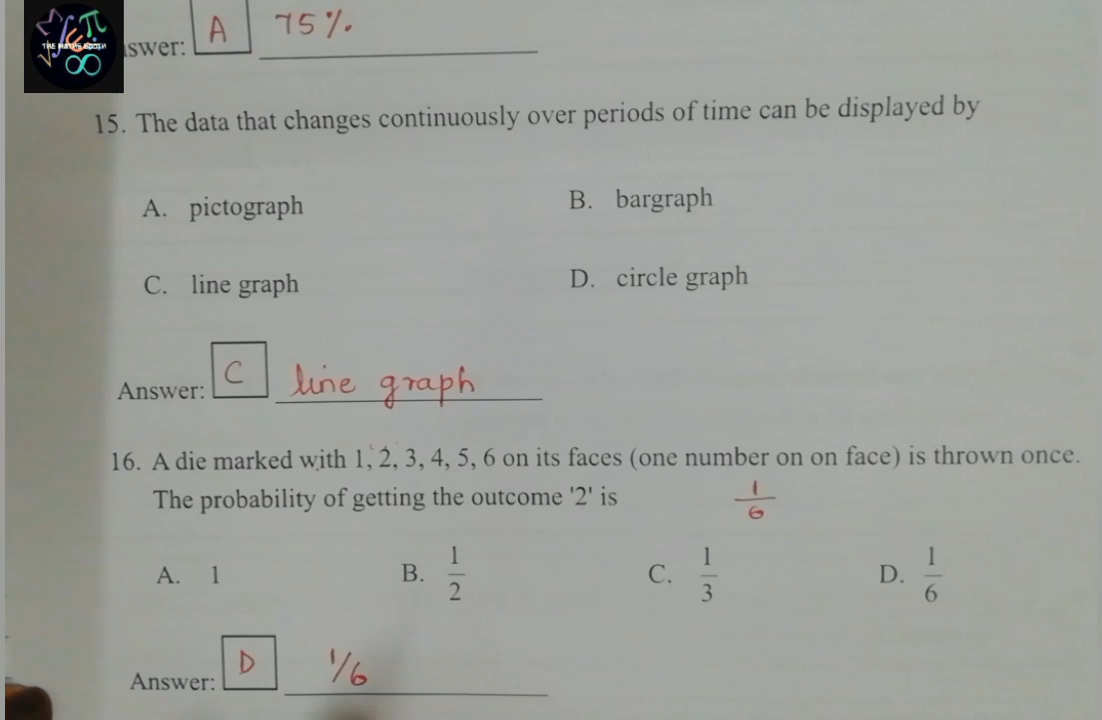 THE MATHS BOOTH
swer: A 75%
15. The data that changes continuously over periods of time can be displayed by
A. pictograph B. bargraph
C. line graph D. circle graph
Answer: C line graph
16. A die marked with 1, 2, 3, 4, 5, 6 on its faces (one number on on face) is thrown once.
The probability of getting the outcome '2' is 1/6
A. 1 B. 1/2 C. 1/3 D. 1/6
Answer: D 1/6